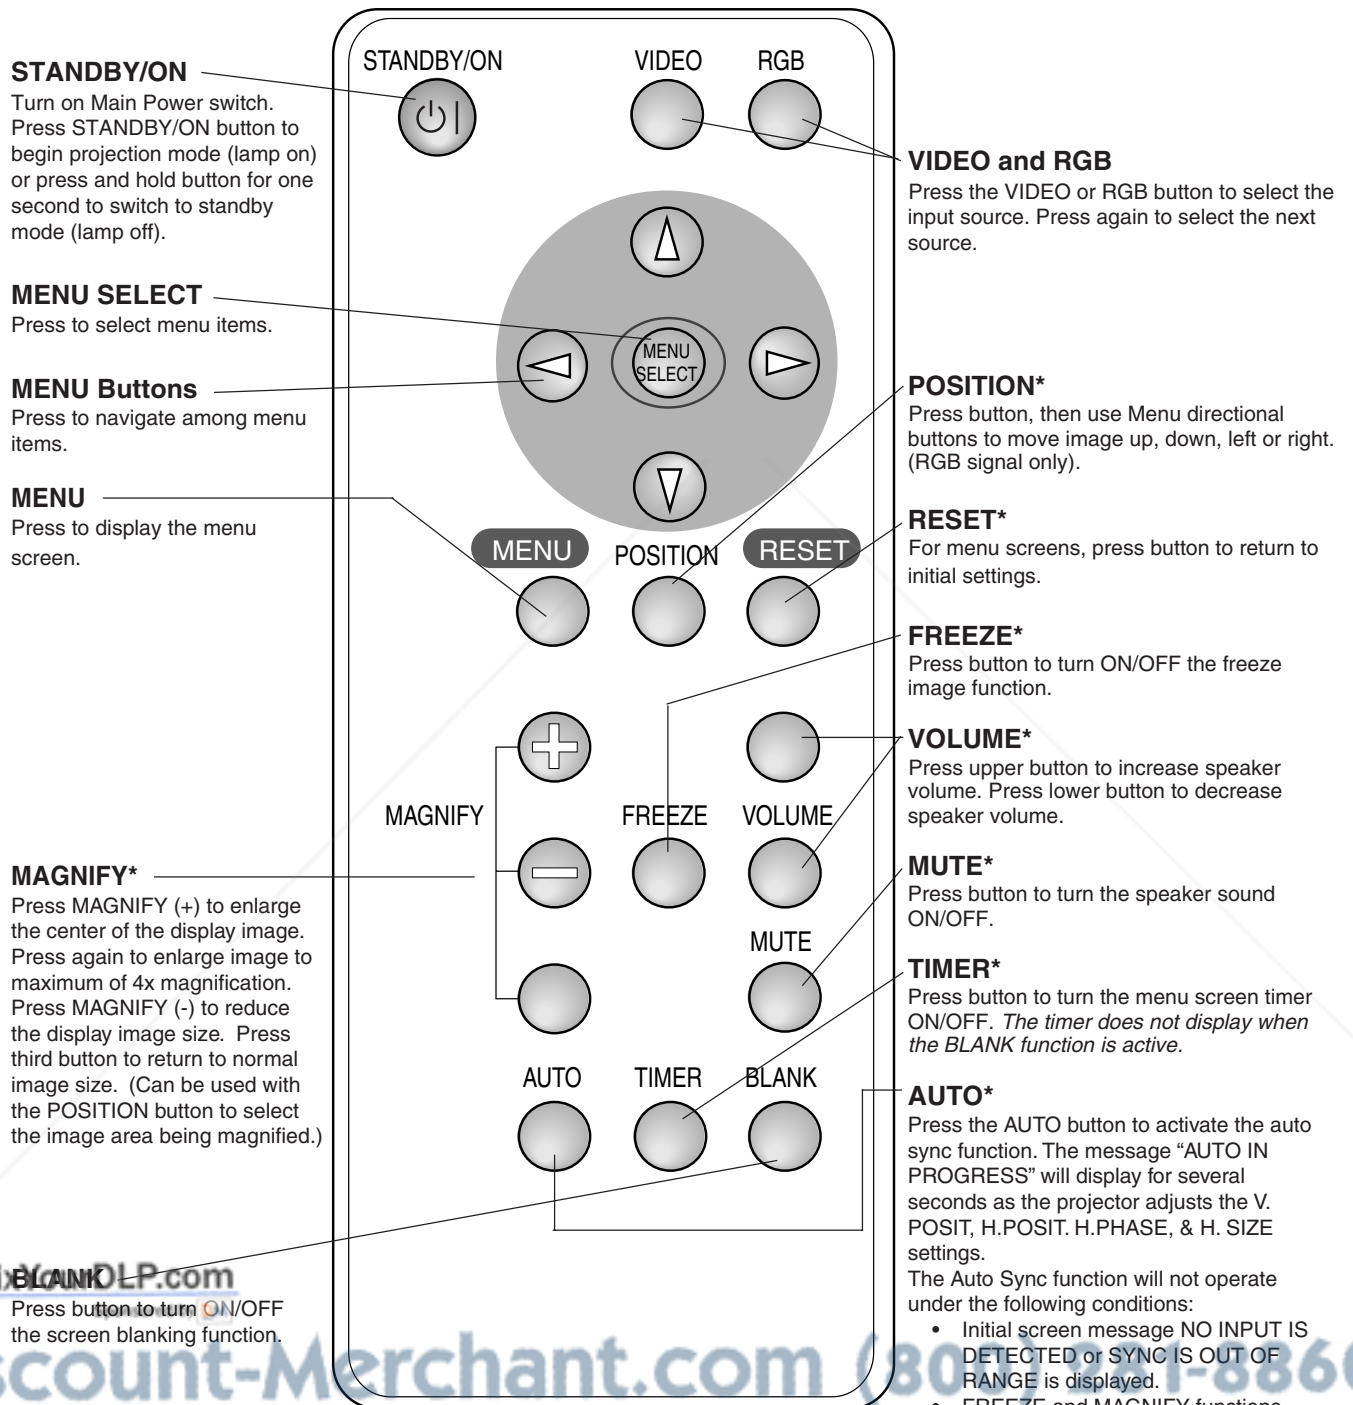 STANDBY/ON
Turn on Main Power switch.
Press STANDBY/ON button to
begin projection mode (lamp on)
or press and hold button for one
second to switch to standby
mode (lamp off).
MENU SELECT
Press to select menu items.
MENU Buttons
Press to navigate among menu
items.
MENU
Press to display the menu
screen.
MAGNIFY*
Press MAGNIFY (+) to enlarge
the center of the display image.
Press again to enlarge image to
maximum of 4x magnification.
Press MAGNIFY (-) to reduce
the display image size. Press
third button to return to normal
image size. (Can be used with
the POSITION button to select
the image area being magnified.)
BLANK
Press button to turn ON/OFF
the screen blanking function.
STANDBY/ON
VIDEO
RGB
MENU
SELECT
MENU
POSITION
RESET
MAGNIFY
FREEZE
VOLUME
MUTE
AUTO
TIMER
BLANK
VIDEO and RGB
Press the VIDEO or RGB button to select the
input source. Press again to select the next
source.
POSITION*
Press button, then use Menu directional
buttons to move image up, down, left or right.
(RGB signal only).
RESET*
For menu screens, press button to return to
initial settings.
FREEZE*
Press button to turn ON/OFF the freeze
image function.
VOLUME*
Press upper button to increase speaker
volume. Press lower button to decrease
speaker volume.
MUTE*
Press button to turn the speaker sound
ON/OFF.
TIMER*
Press button to turn the menu screen timer
ON/OFF. The timer does not display when
the BLANK function is active.
AUTO*
Press the AUTO button to activate the auto
sync function. The message “AUTO IN
PROGRESS” will display for several
seconds as the projector adjusts the V.
POSIT, H.POSIT. H.PHASE, & H. SIZE
settings.
The Auto Sync function will not operate
under the following conditions:
• Initial screen message NO INPUT IS
DETECTED or SYNC IS OUT OF
RANGE is displayed.
• FREEZE and MAGNIFY functions
ixYourDLP.com
scount-Merchant.com (800) 281-8860